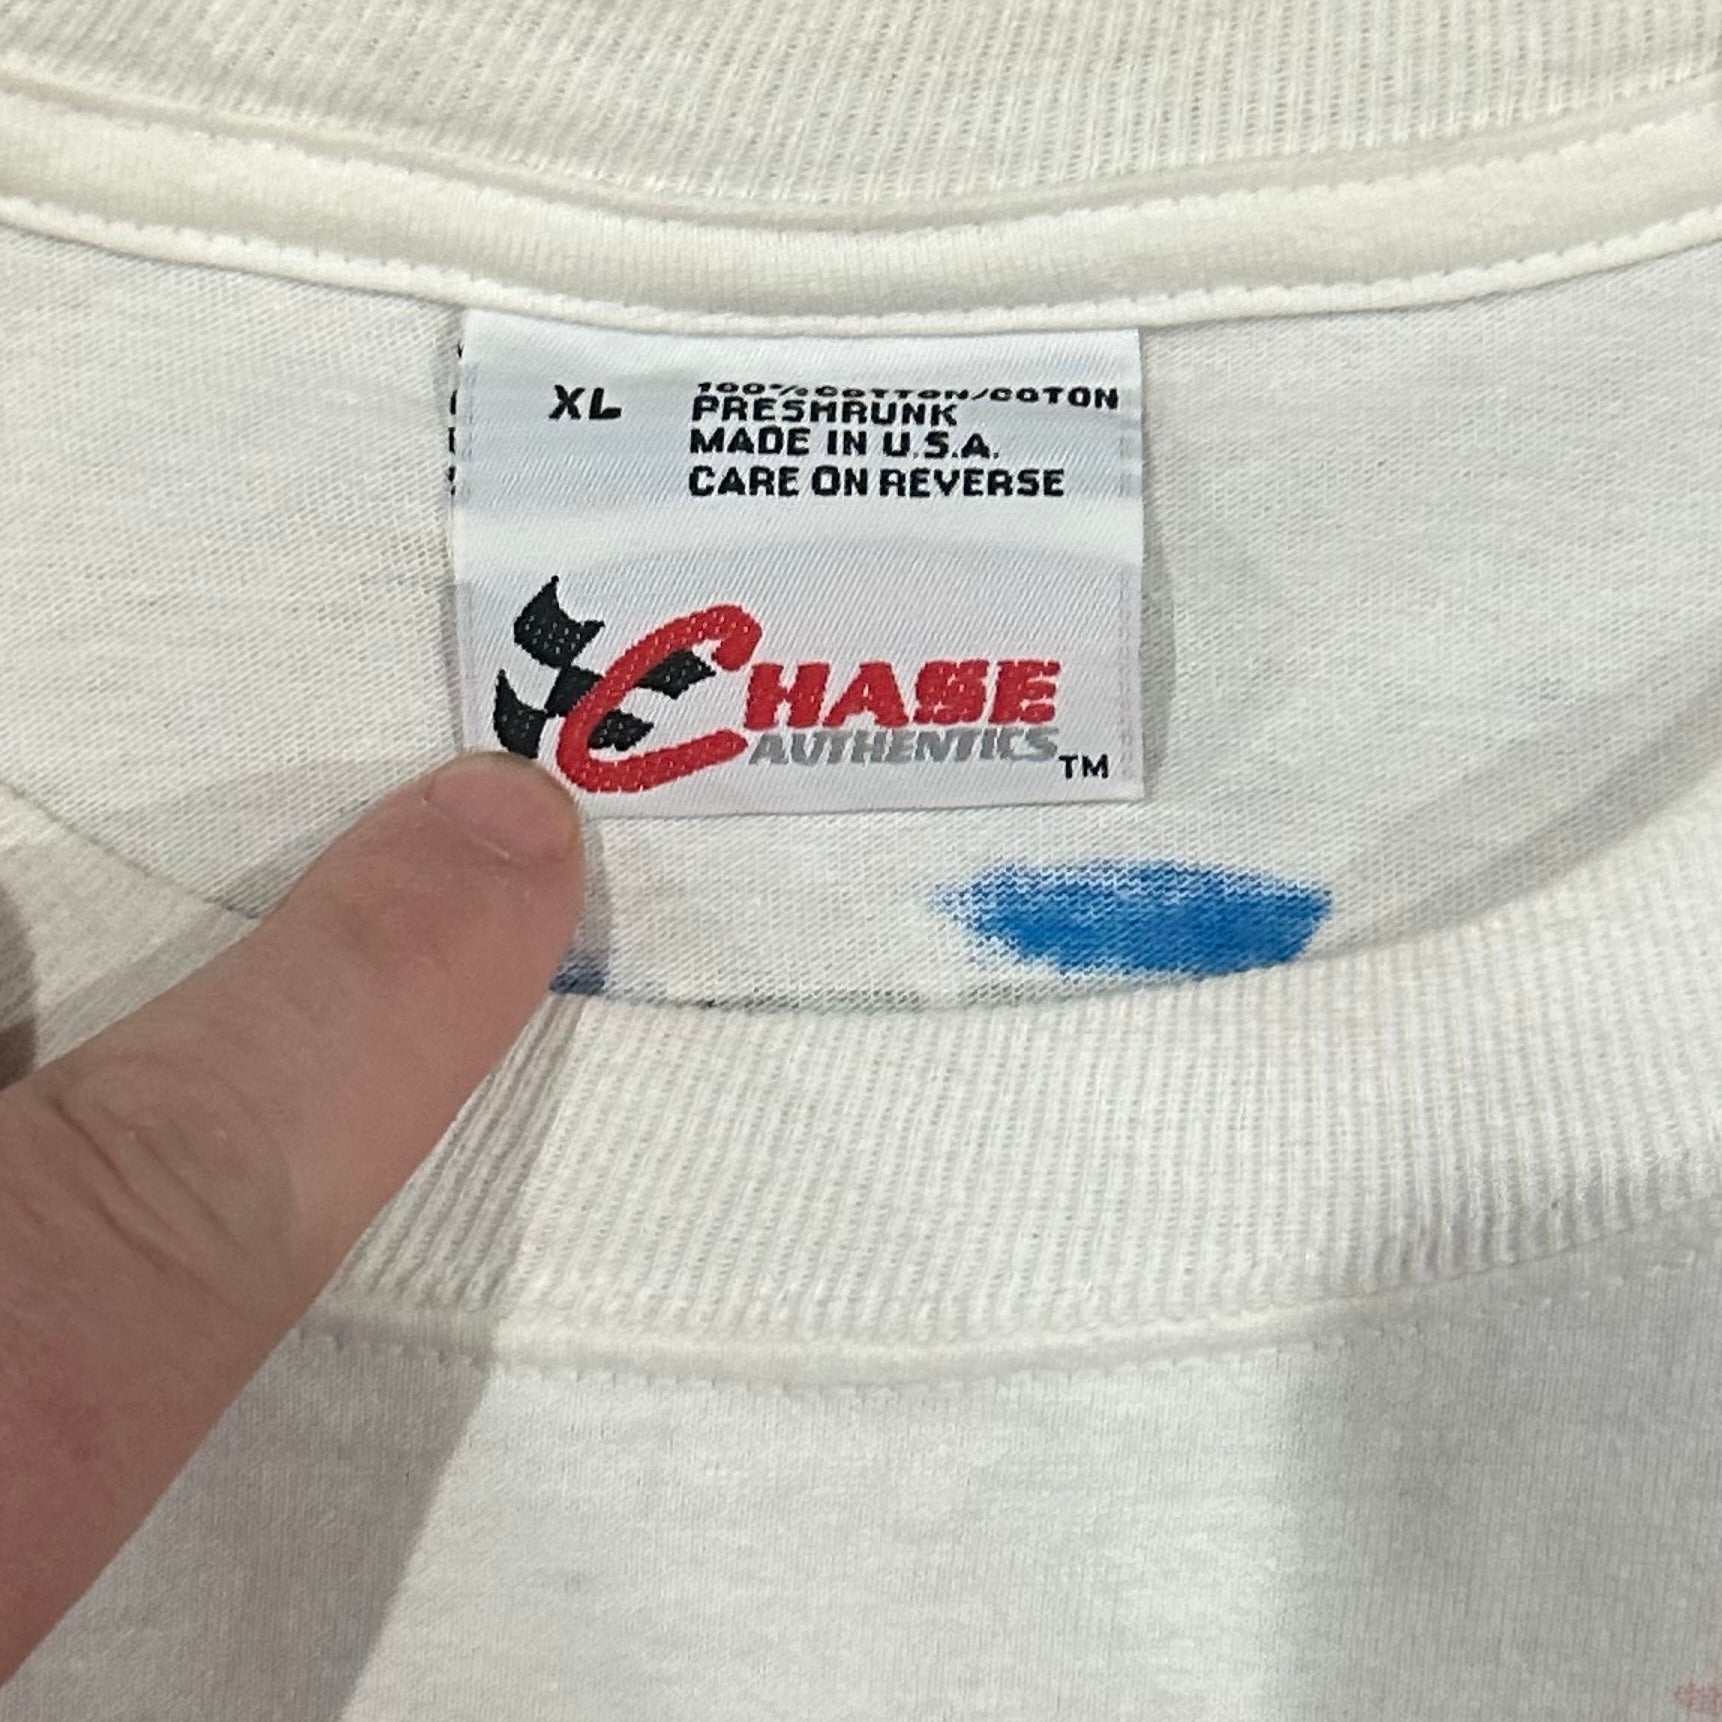 XL
100% COTTON/COTON
PRESHRUNK
MADE IN U.S.A.
CARE ON REVERSE
CHASE
AUTHENTICS TM